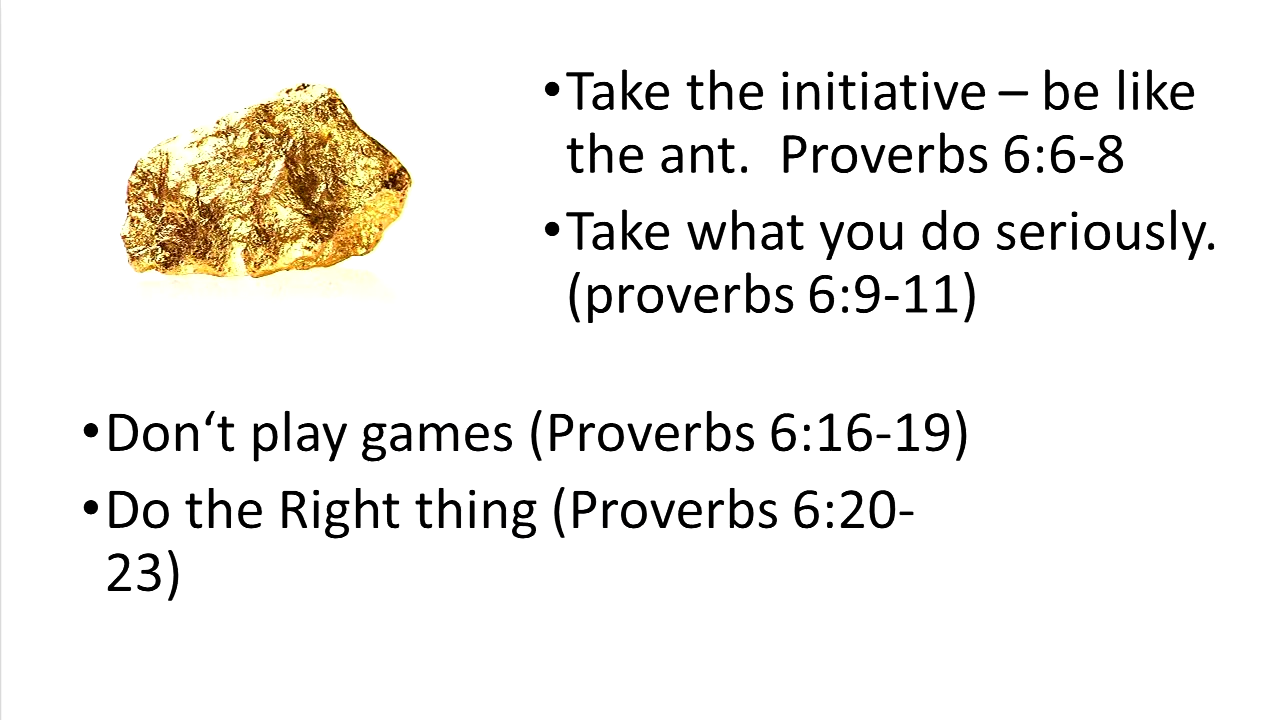 •Take the initiative – be like
the ant.  Proverbs 6:6-8
•Take what you do seriously.
(proverbs 6:9-11)
•Don‘t play games (Proverbs 6:16-19)
•Do the Right thing (Proverbs 6:20-
23)